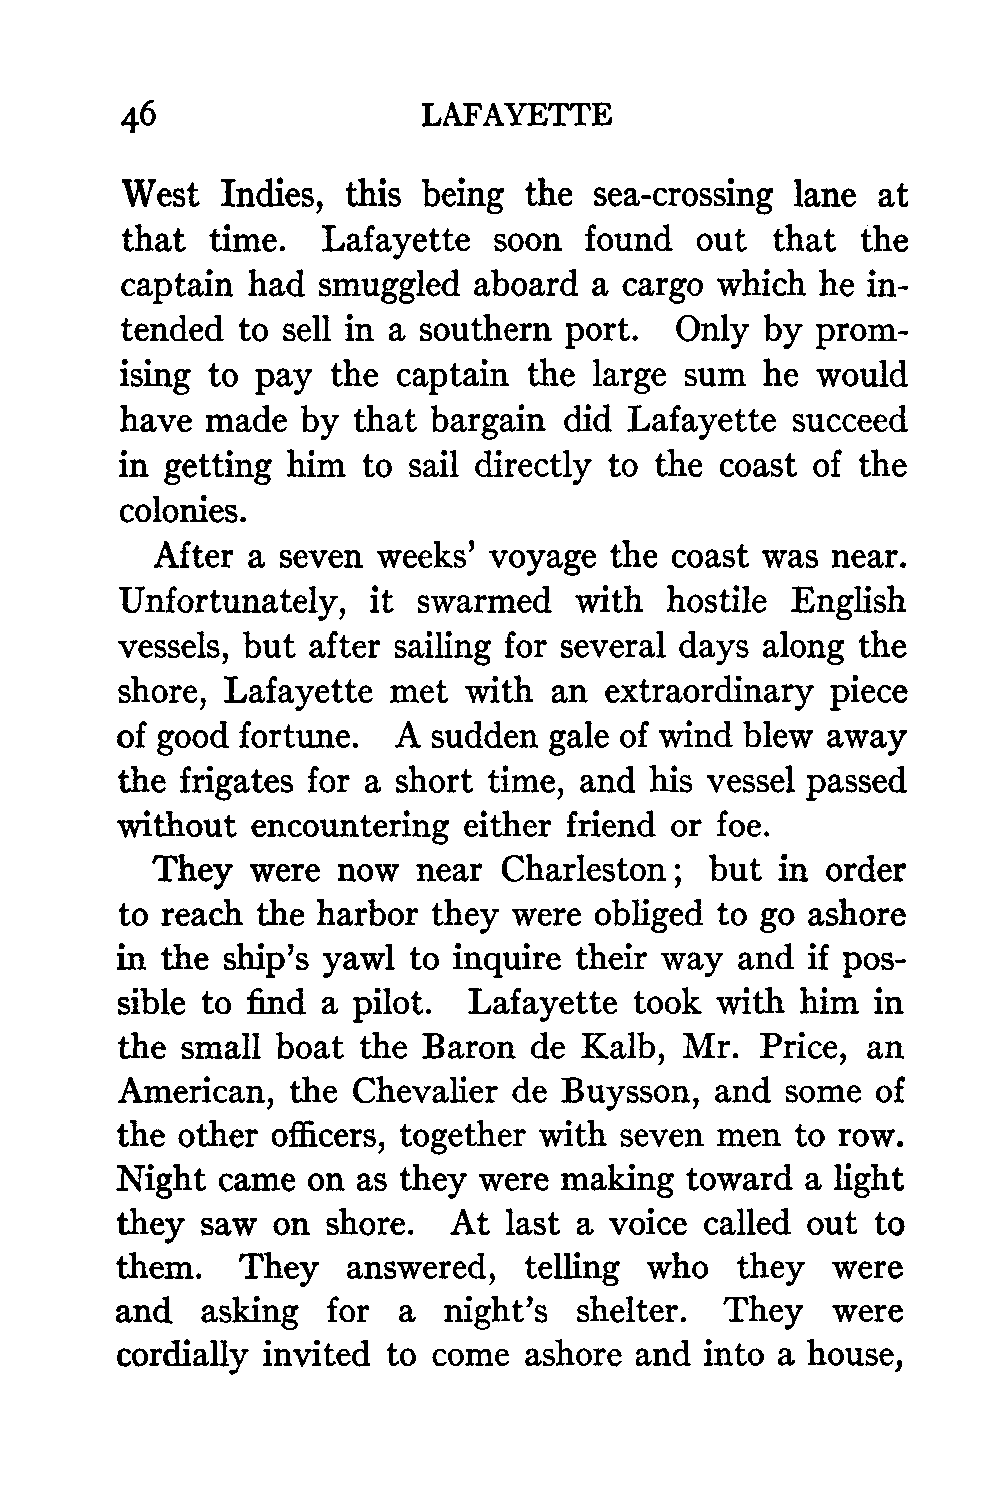 46 LAFAYETTE
West Indies, this being the sea-crossing lane at
that time. Lafayette soon found out that the
captain had smuggled aboard a cargo which he in-
tended to sell in a southern port. Only by prom-
ising to pay the captain the large sum he would
have made by that bargain did Lafayette succeed
in getting him to sail directly to the coast of the
colonies.
After a seven weeks' voyage the coast was near.
Unfortunately, it swarmed with hostile English
vessels, but after sailing for several days along the
shore, Lafayette met with an extraordinary piece
of good fortune. A sudden gale of wind blew away
the frigates for a short time, and his vessel passed
without encountering either friend or foe.
They were now near Charleston; but in order
to reach the harbor they were obliged to go ashore
in the ship's yawl to inquire their way and if pos-
sible to find a pilot. Lafayette took with him in
the small boat the Baron de Kalb, Mr. Price, an
American, the Chevalier de Buysson, and some of
the other officers, together with seven men to row.
Night came on as they were making toward a light
they saw on shore. At last a voice called out to
them. They answered, telling who they were
and asking for a night's shelter. They were
cordially invited to come ashore and into a house,